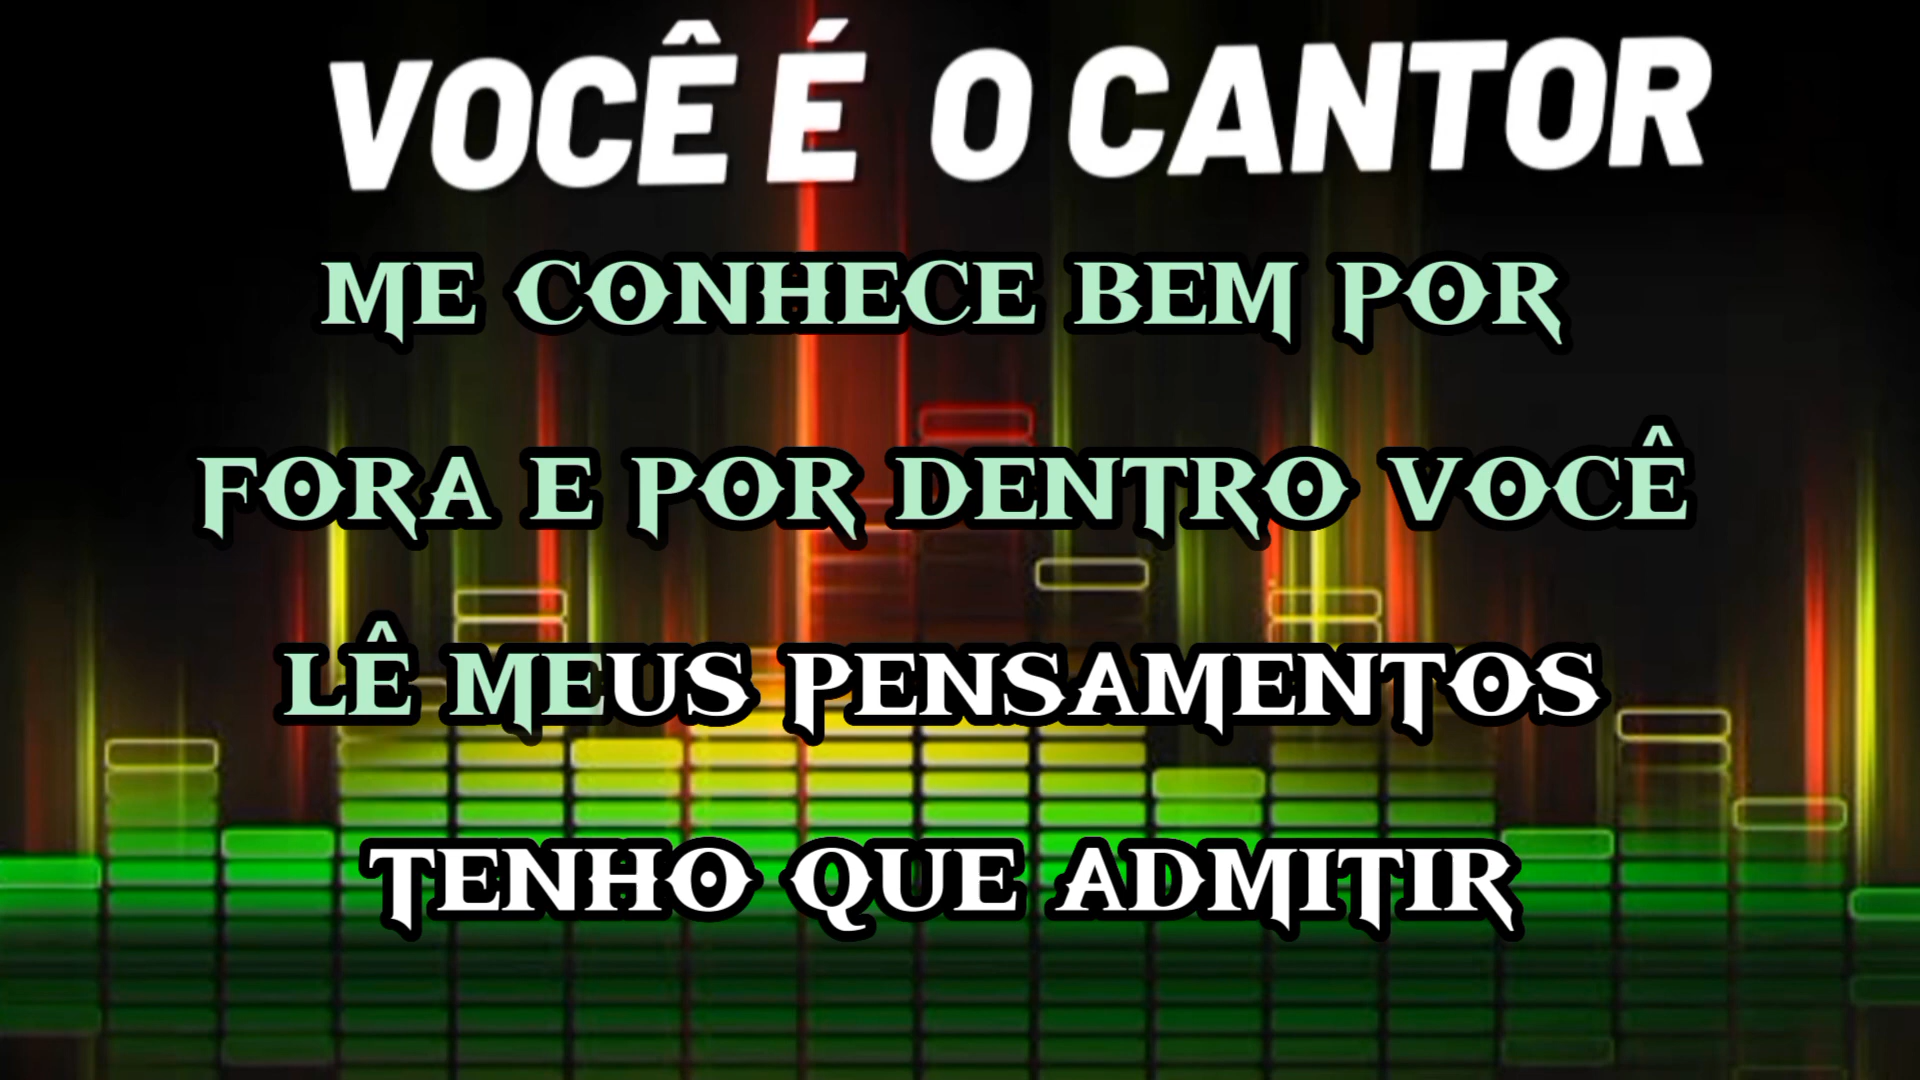 VOCÊ É O CANTOR
ME CONHECE BEM POR
FORA E POR DENTRO VOCÊ
LÊ MEUS PENSAMENTOS
TENHO QUE ADMITIR